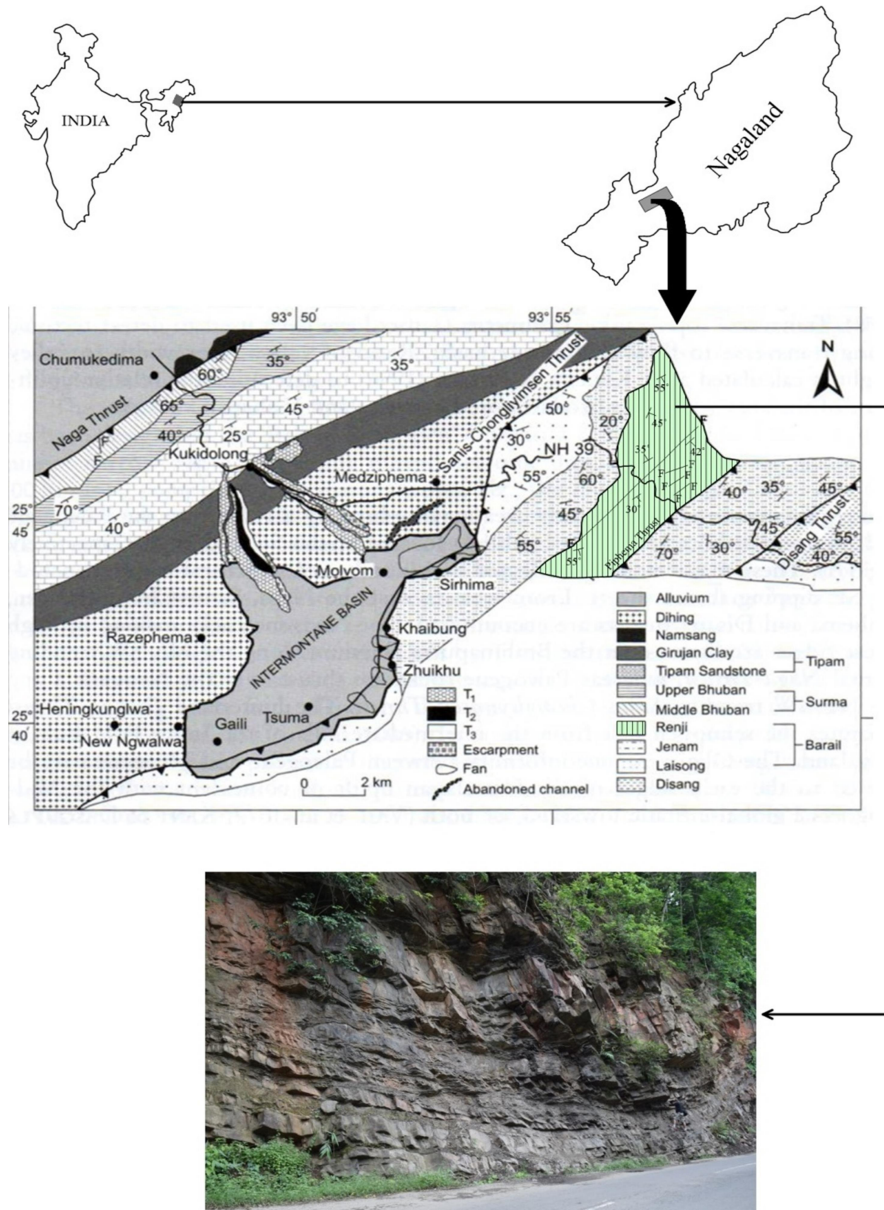 INDIA
Nagaland
93° 50'
93° 55'
N
Chumukedima
60°
35°
35°
Naga Thrust
65°
F
F
40°
45°
25°
Kukidolong
Medziphema
Sanis-Chongliyimsen Thrust
50°
30°
NH 39
20°
55°
45'
35'
42°
F
F
F
F
F
70°
40°
25°
45'
55°
60°
45°
30°
40°
35°
45°
45°
Disang Thrust
55°
40°
55°
F
55°
Piphema Thrust
70°
30°
Molvom
Sirhima
Razephema
INTERMONTANE BASIN
Khaibung
Heningkunglwa
25°
40'
New Ngwalwa
Gaili
Tsuma
Zhuikhu
T₁
T₂
T₃
Escarpment
Fan
Abandoned channel
0 2 km
Alluvium
Dihing
Namsang
Girujan Clay
Tipam Sandstone
Tipam
Upper Bhuban
Middle Bhuban
Surma
Renji
Jenam
Laisong
Barail
Disang